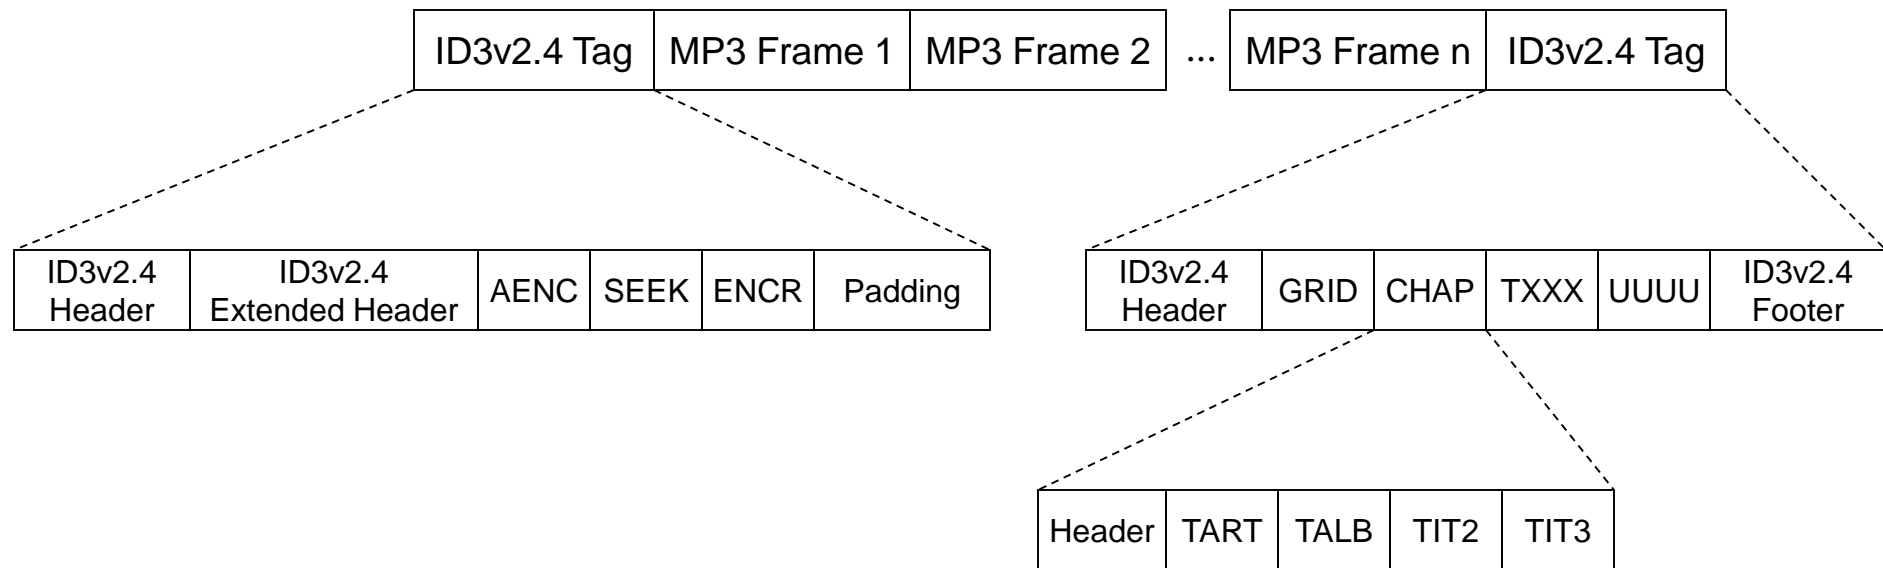 ID3v2.4 Tag MP3 Frame 1 MP3 Frame 2 ... MP3 Frame n ID3v2.4 Tag
ID3v2.4 Header ID3v2.4 Extended Header AENC SEEK ENCR Padding
ID3v2.4 Header GRID CHAP TXXX UUUU ID3v2.4 Footer
Header TART TALB TIT2 TIT3